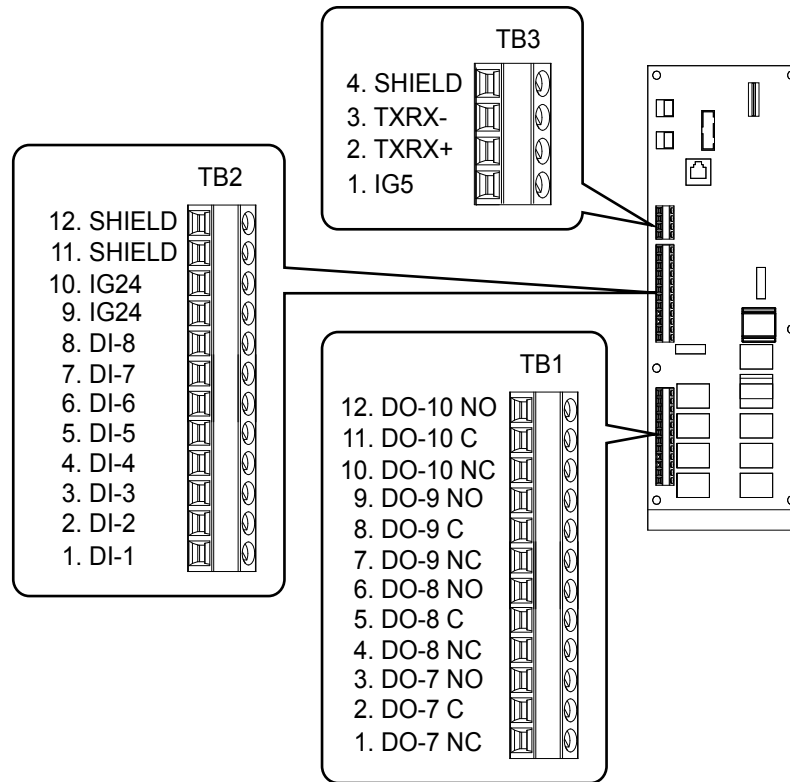 TB3
4. SHIELD
3. TXRX-
2. TXRX+
1. IG5
TB2
12. SHIELD
11. SHIELD
10. IG24
9. IG24
8. DI-8
7. DI-7
6. DI-6
5. DI-5
4. DI-4
3. DI-3
2. DI-2
1. DI-1
TB1
12. DO-10 NO
11. DO-10 C
10. DO-10 NC
9. DO-9 NO
8. DO-9 C
7. DO-9 NC
6. DO-8 NO
5. DO-8 C
4. DO-8 NC
3. DO-7 NO
2. DO-7 C
1. DO-7 NC